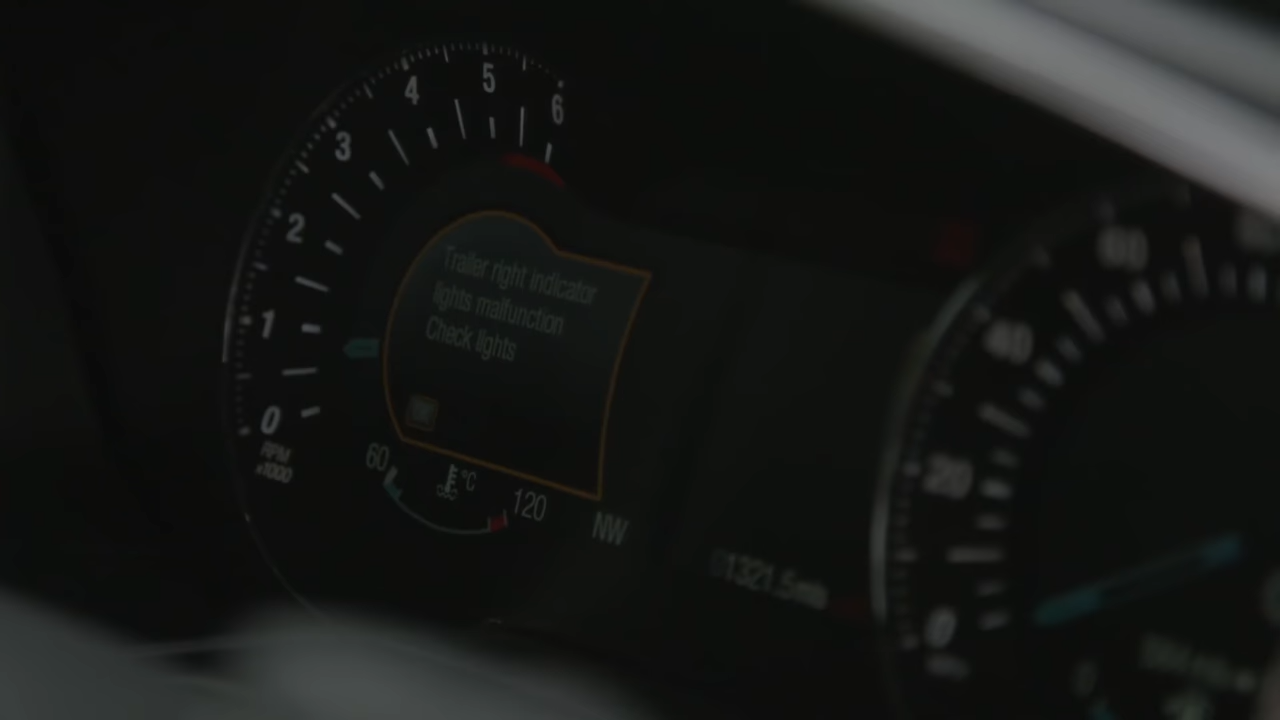 5
4
6
3
2
Trailer right indicator
lights malfunction
Check lights
1
0
RPM
x1000
60
°C
120
NW
1321.5mls
60
40
20
0